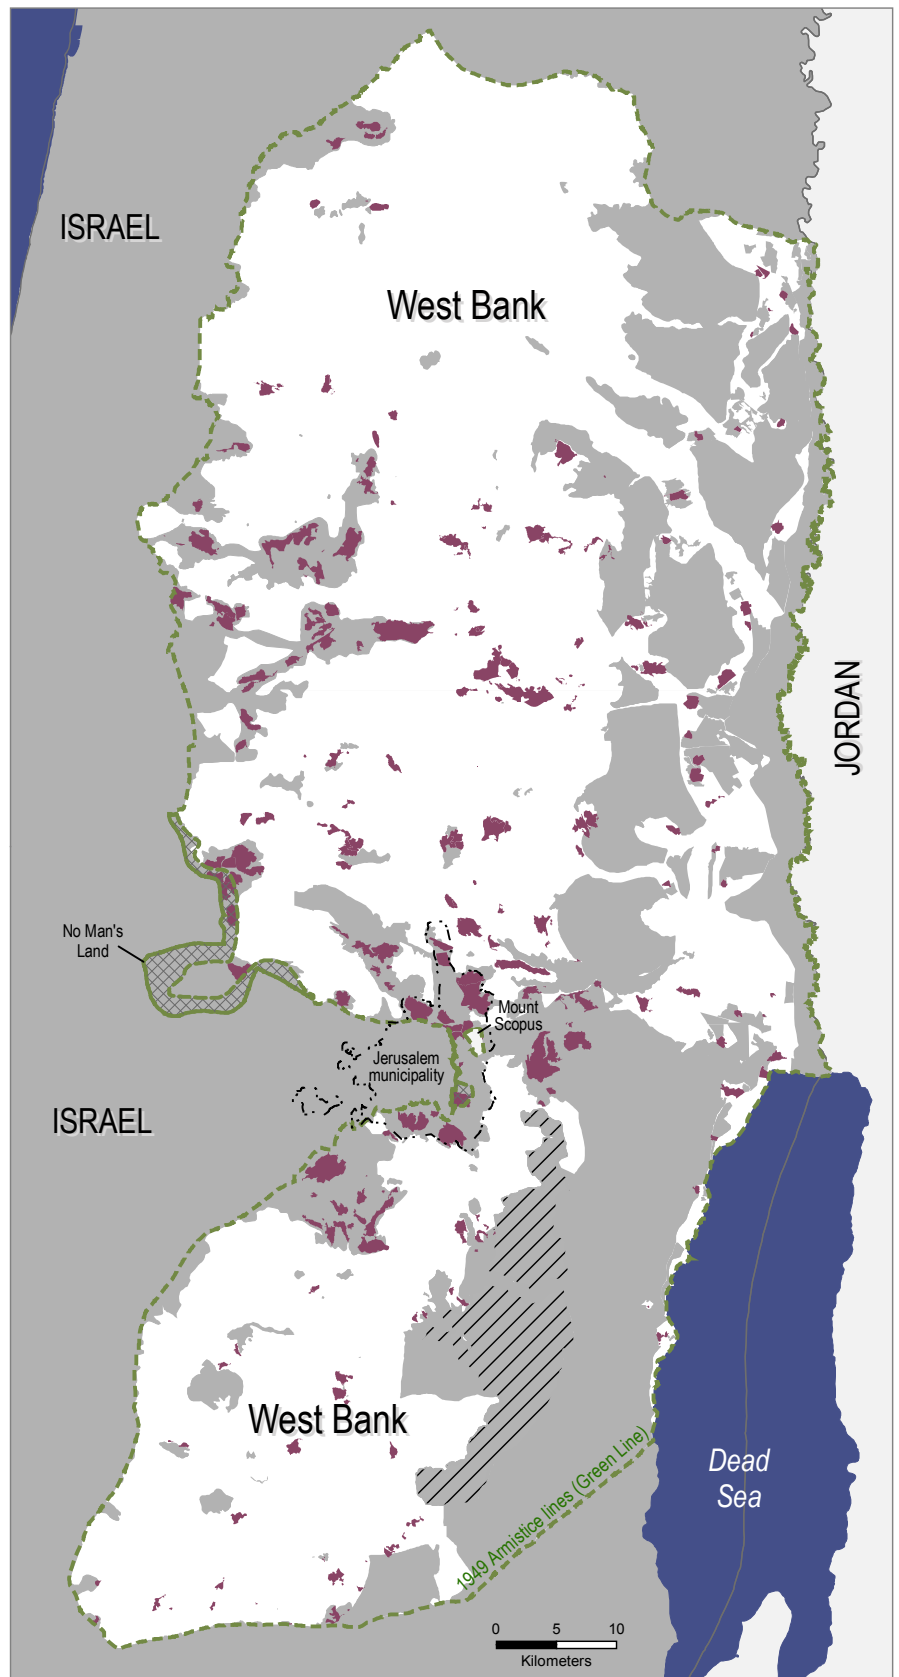 ISRAEL
West Bank
JORDAN
No Man's
Land
Mount
Scopus
Jerusalem
municipality
ISRAEL
West Bank
1949 Armistice lines (Green Line)
Dead
Sea
0 5 10
Kilometers